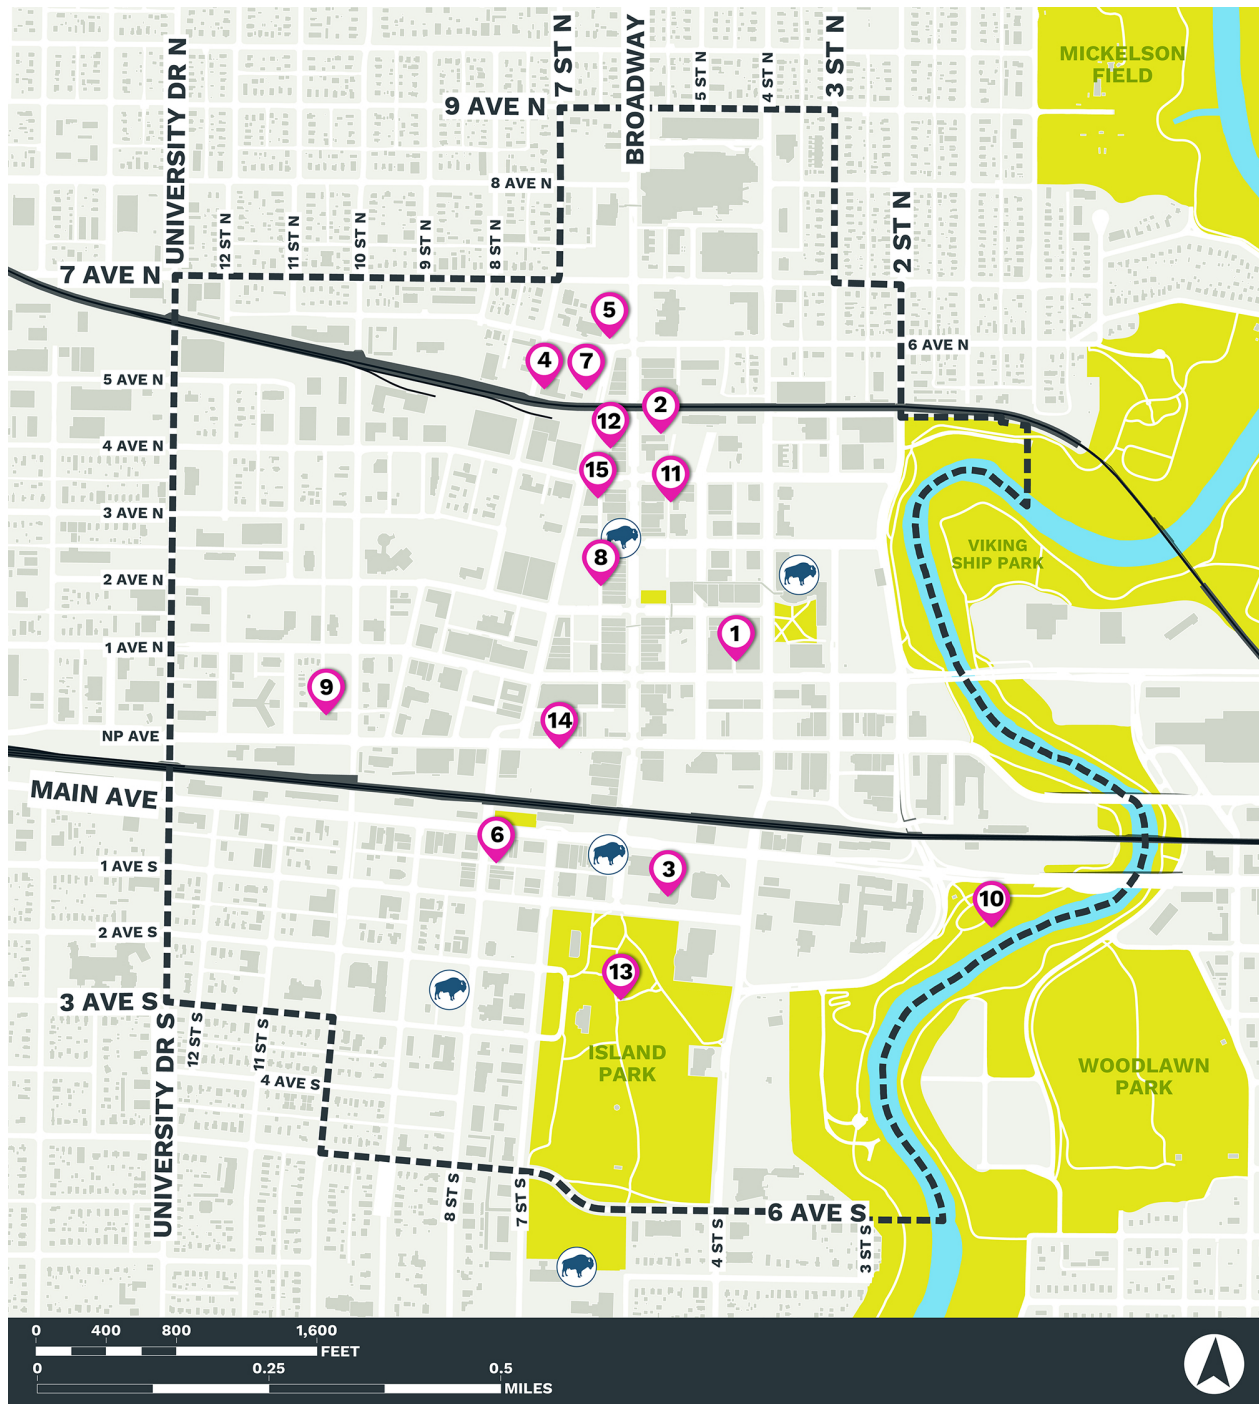 MICKELSON
FIELD
UNIVERSITY DR N
7 ST N
BROADWAY
5 ST N
4 ST N
3 ST N
9 AVE N
8 AVE N
12 ST N
11 ST N
10 ST N
9 ST N
8 ST N
2 ST N
7 AVE N
5
6 AVE N
4
7
5 AVE N
2
12
4 AVE N
15
11
3 AVE N
VIKING
SHIP PARK
8
2 AVE N
1
1 AVE N
9
14
NP AVE
MAIN AVE
6
3
1 AVE S
10
2 AVE S
13
3 AVE S
12 ST S
11 ST S
ISLAND
PARK
WOODLAWN
PARK
4 AVE S
UNIVERSITY DR S
8 ST S
7 ST S
6 AVE S
4 ST S
3 ST S
0 400 800 1,600
FEET
0 0.25 0.5
MILES